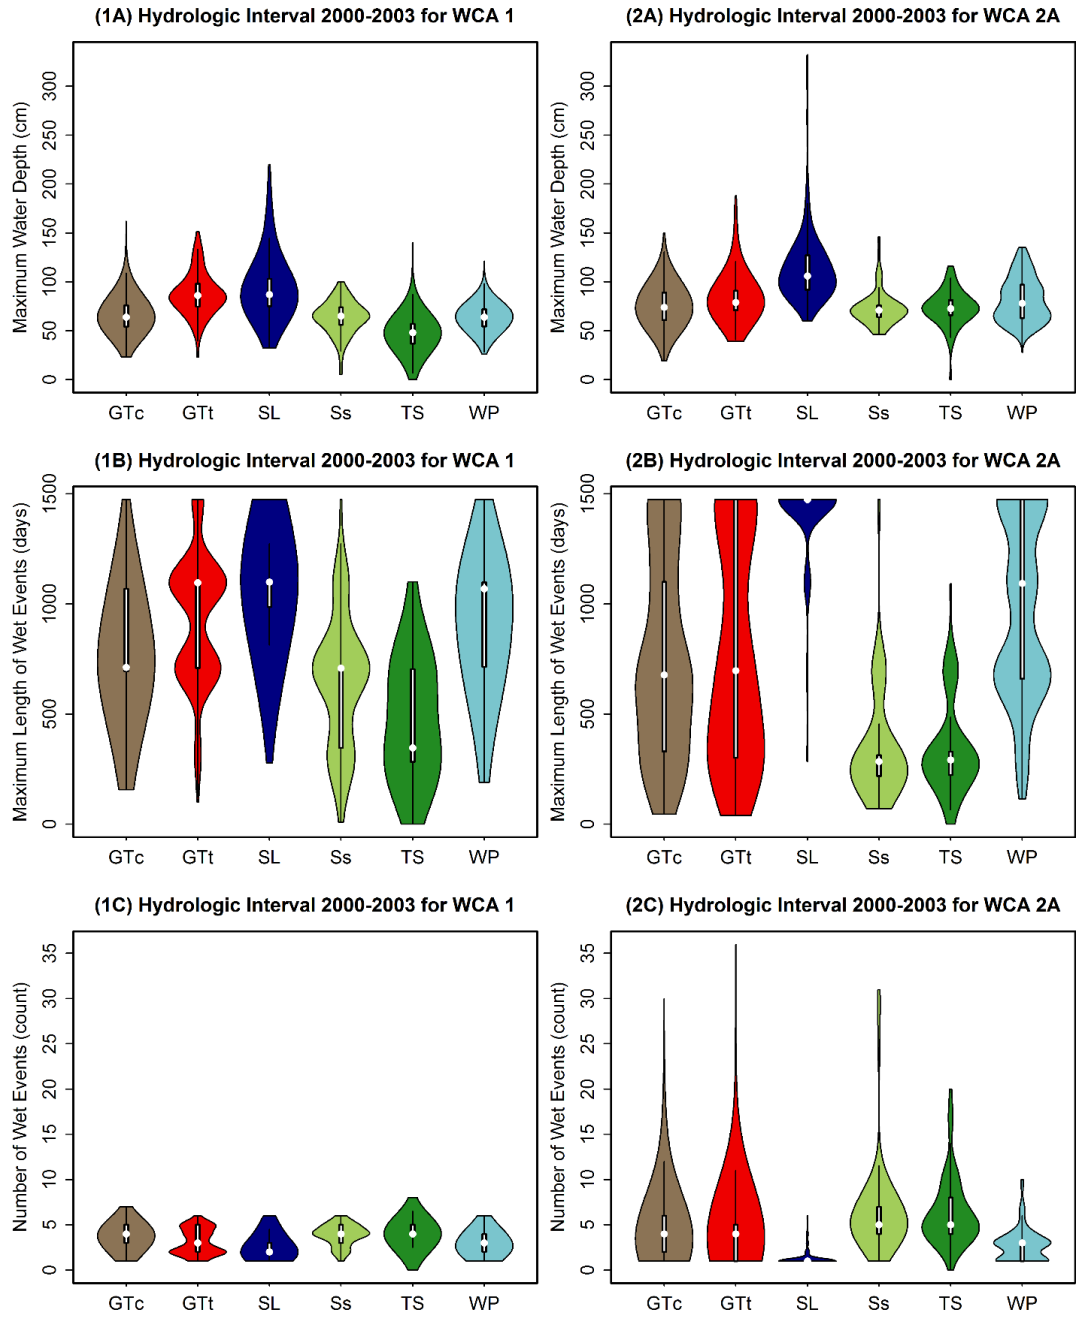 (1A) Hydrologic Interval 2000-2003 for WCA 1
Maximum Water Depth (cm)
300
250
200
150
100
50
0
GTc GTt SL Ss TS WP
(2A) Hydrologic Interval 2000-2003 for WCA 2A
Maximum Water Depth (cm)
300
250
200
150
100
50
0
GTc GTt SL Ss TS WP
(1B) Hydrologic Interval 2000-2003 for WCA 1
Maximum Length of Wet Events (days)
1500
1000
500
0
GTc GTt SL Ss TS WP
(2B) Hydrologic Interval 2000-2003 for WCA 2A
Maximum Length of Wet Events (days)
1500
1000
500
0
GTc GTt SL Ss TS WP
(1C) Hydrologic Interval 2000-2003 for WCA 1
Number of Wet Events (count)
35
30
25
20
15
10
5
0
GTc GTt SL Ss TS WP
(2C) Hydrologic Interval 2000-2003 for WCA 2A
Number of Wet Events (count)
35
30
25
20
15
10
5
0
GTc GTt SL Ss TS WP